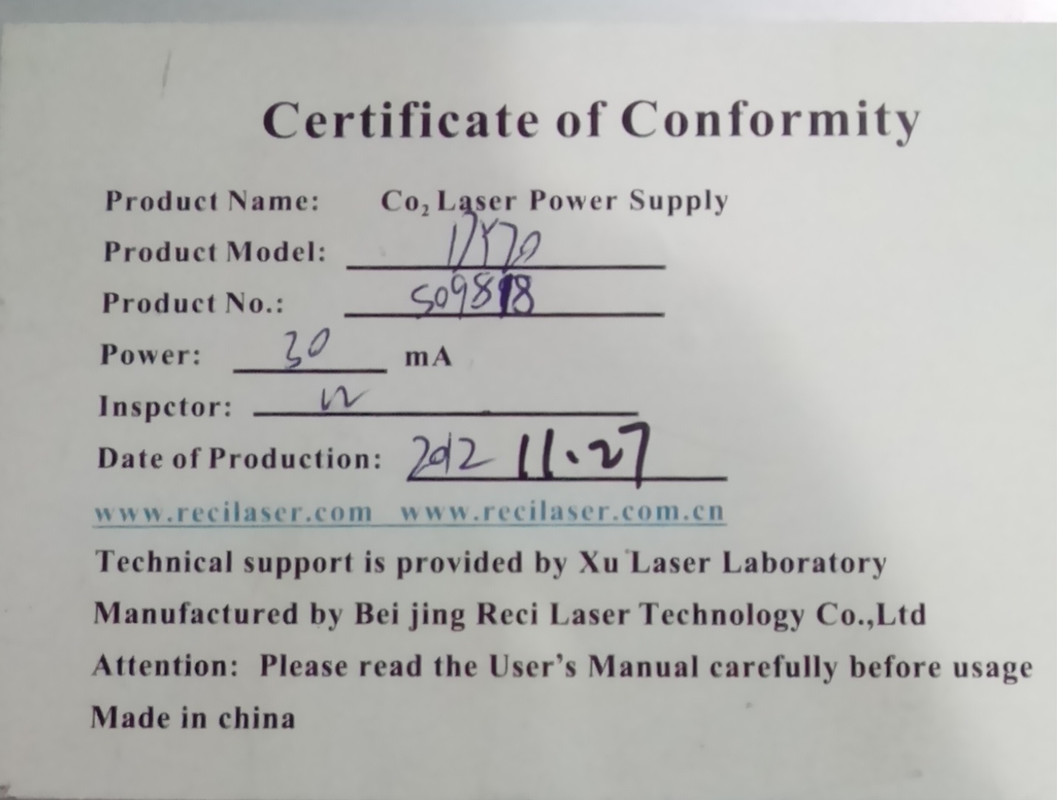 Certificate of Conformity
Product Name: Co₂ Laser Power Supply
Product Model: DY20
Product No.: S09818
Power: 30 mA
Inspctor:
Date of Production: 2012 11.27
www.recilaser.com www.recilaser.com.cn
Technical support is provided by Xu Laser Laboratory
Manufactured by Bei jing Reci Laser Technology Co.,Ltd
Attention: Please read the User's Manual carefully before usage
Made in china